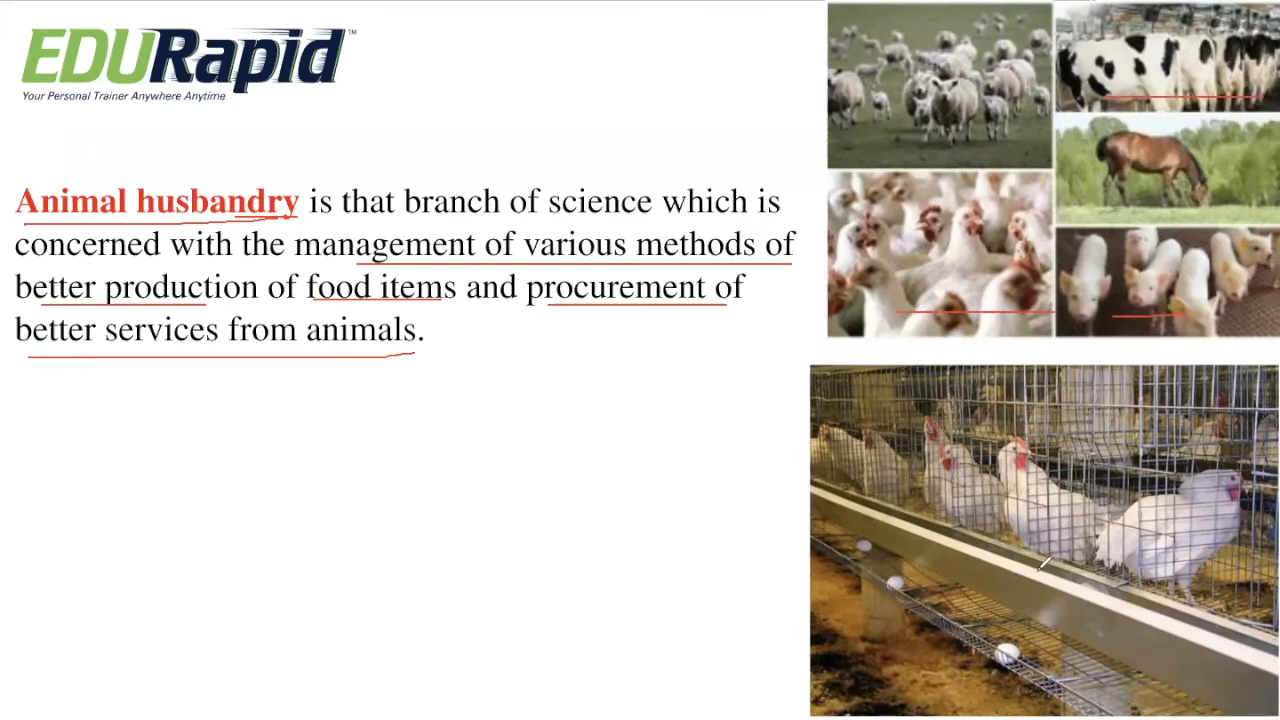 EDURapid™
Your Personal Trainer Anywhere Anytime
Animal husbandry is that branch of science which is
concerned with the management of various methods of
better production of food items and procurement of
better services from animals.